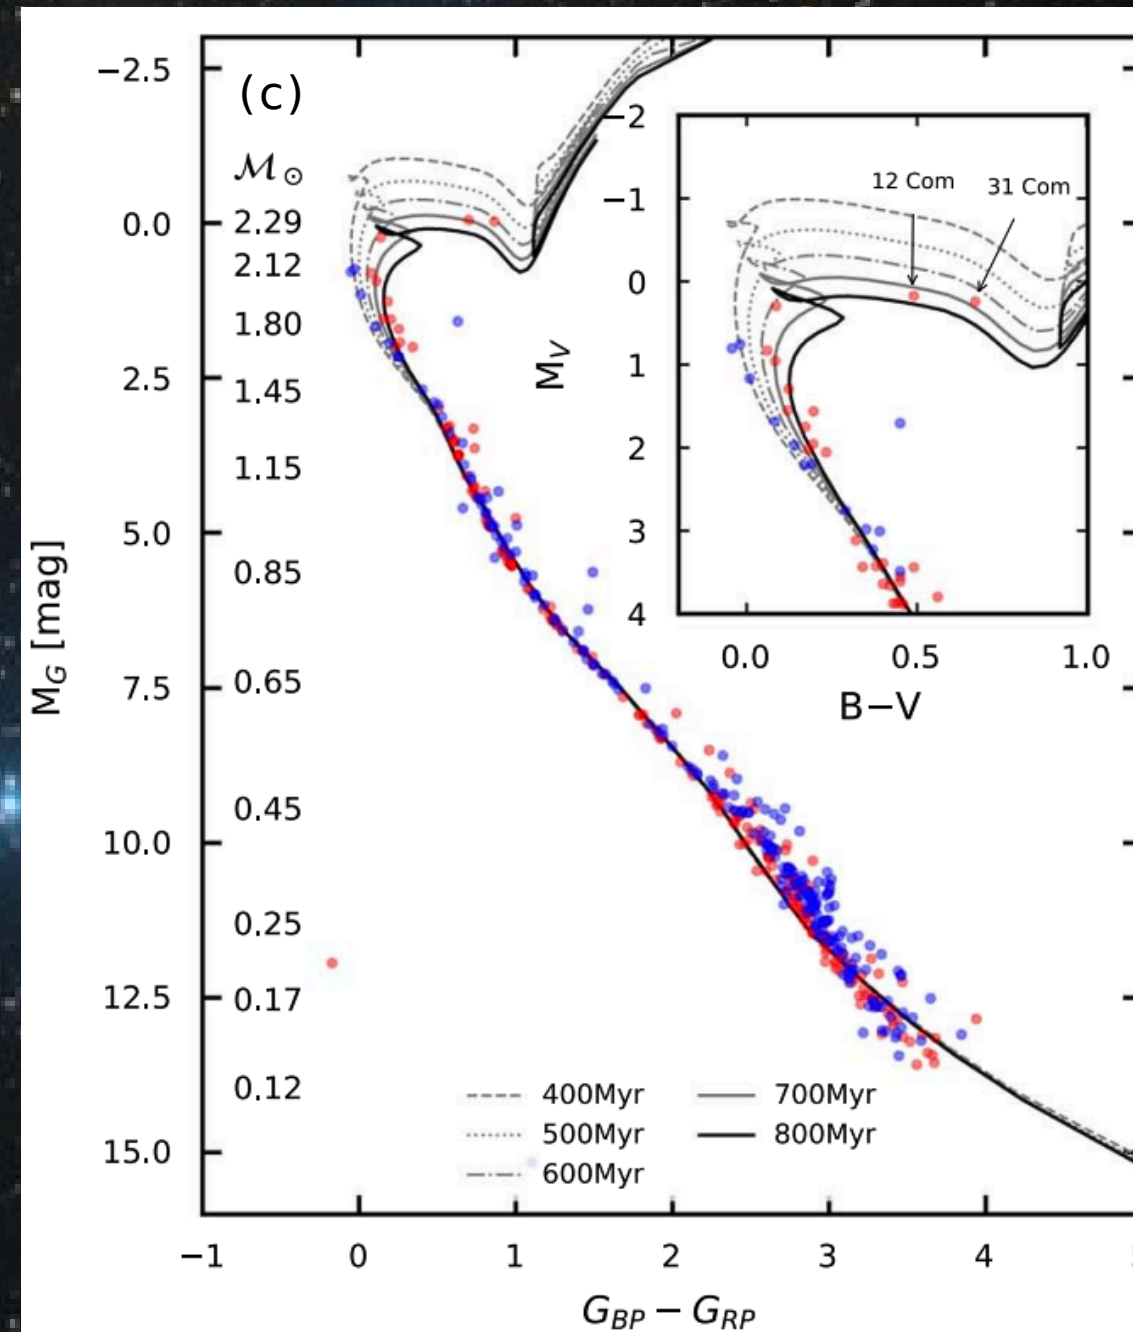 (c)
M⊙
−2.5
0.0
2.5
5.0
7.5
10.0
12.5
15.0
M_G [mag]
2.29
2.12
1.80
1.45
1.15
0.85
0.65
0.45
0.25
0.17
0.12
−2
−1
0
1
2
3
4
M_V
12 Com
31 Com
0.0 0.5 1.0
B−V
400Myr 700Myr
500Myr 800Myr
600Myr
−1 0 1 2 3 4
G_BP − G_RP